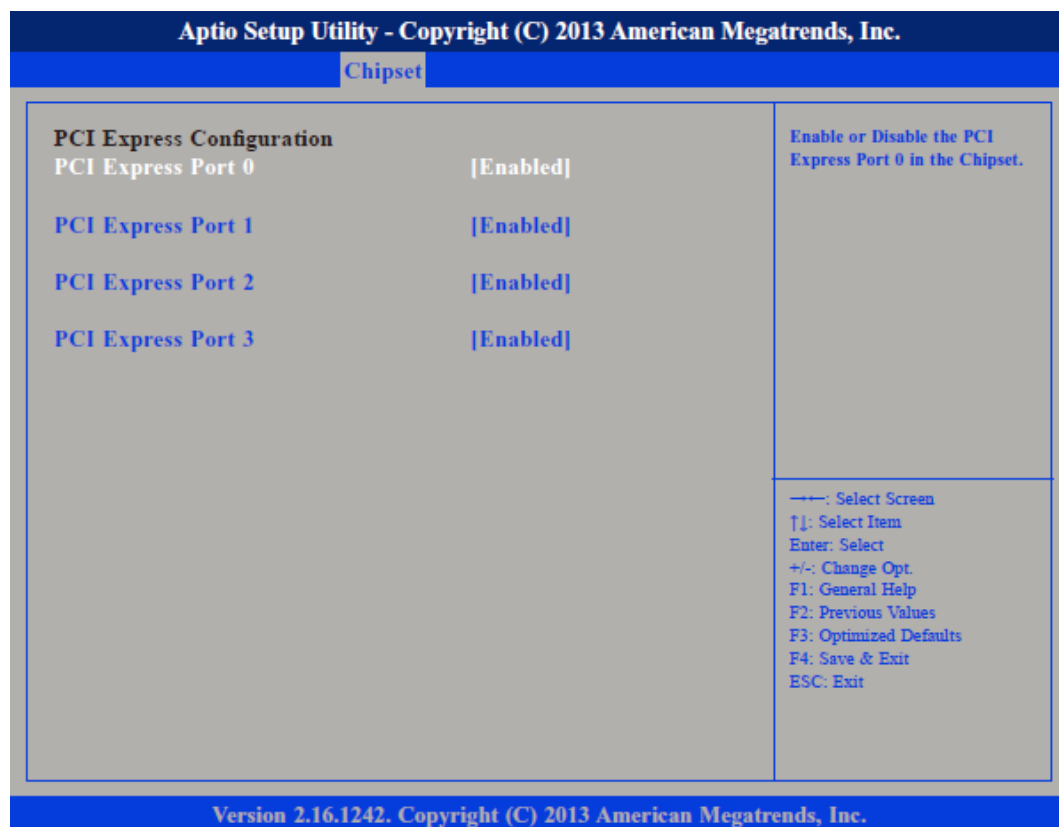 Aptio Setup Utility - Copyright (C) 2013 American Megatrends, Inc.
Chipset
PCI Express Configuration
PCI Express Port 0 [Enabled]
PCI Express Port 1 [Enabled]
PCI Express Port 2 [Enabled]
PCI Express Port 3 [Enabled]
Enable or Disable the PCI
Express Port 0 in the Chipset.
→←: Select Screen
↑↓: Select Item
Enter: Select
+/-: Change Opt.
F1: General Help
F2: Previous Values
F3: Optimized Defaults
F4: Save & Exit
ESC: Exit
Version 2.16.1242. Copyright (C) 2013 American Megatrends, Inc.